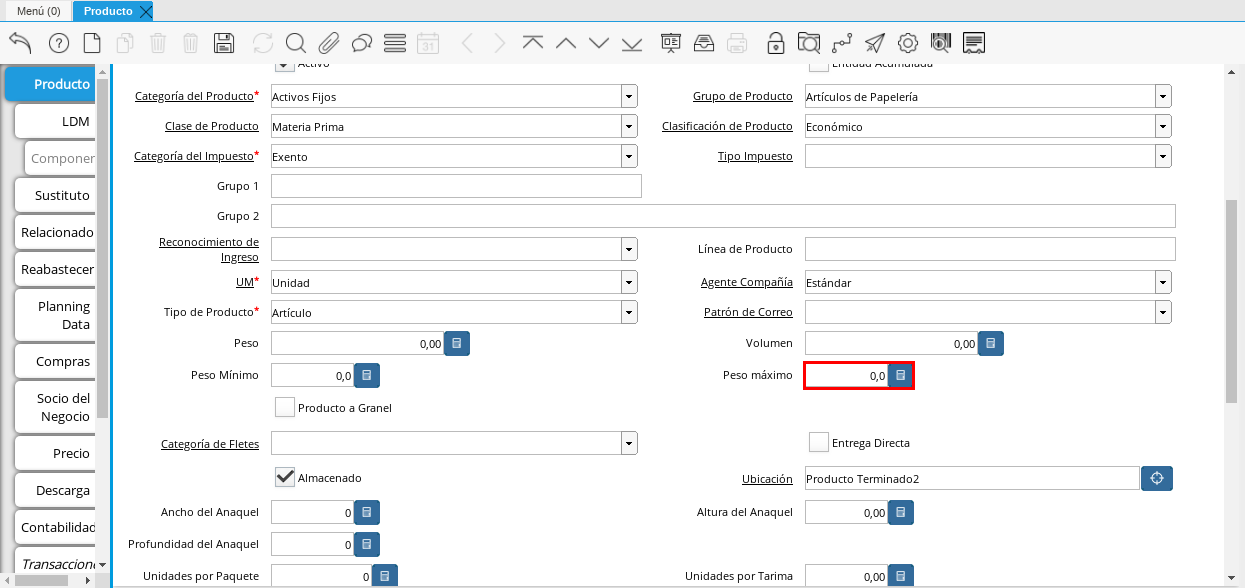 Menú (0)
Producto
31
Producto
LDM
Componer
Sustituto
Relacionado
Reabastecer
Planning
Data
Compras
Socio del
Negocio
Precio
Descarga
Contabilidad
Transaccione
Activo
Entidad Acumulada
Categoría del Producto* Activos Fijos
Grupo de Producto Artículos de Papelería
Clase de Producto Materia Prima
Clasificación de Producto Económico
Categoría del Impuesto* Exento
Tipo Impuesto
Grupo 1
Grupo 2
Reconocimiento de
Ingreso
Línea de Producto
UM* Unidad
Agente Compañía Estándar
Tipo de Producto* Artículo
Patrón de Correo
Peso 0,00
Volumen 0,00
Peso Mínimo 0,0
Peso máximo 0,0
Producto a Granel
Categoría de Fletes
Entrega Directa
Almacenado
Ubicación Producto Terminado2
Ancho del Anaquel 0
Altura del Anaquel 0,00
Profundidad del Anaquel 0
Unidades por Paquete 0
Unidades por Tarima 0,00